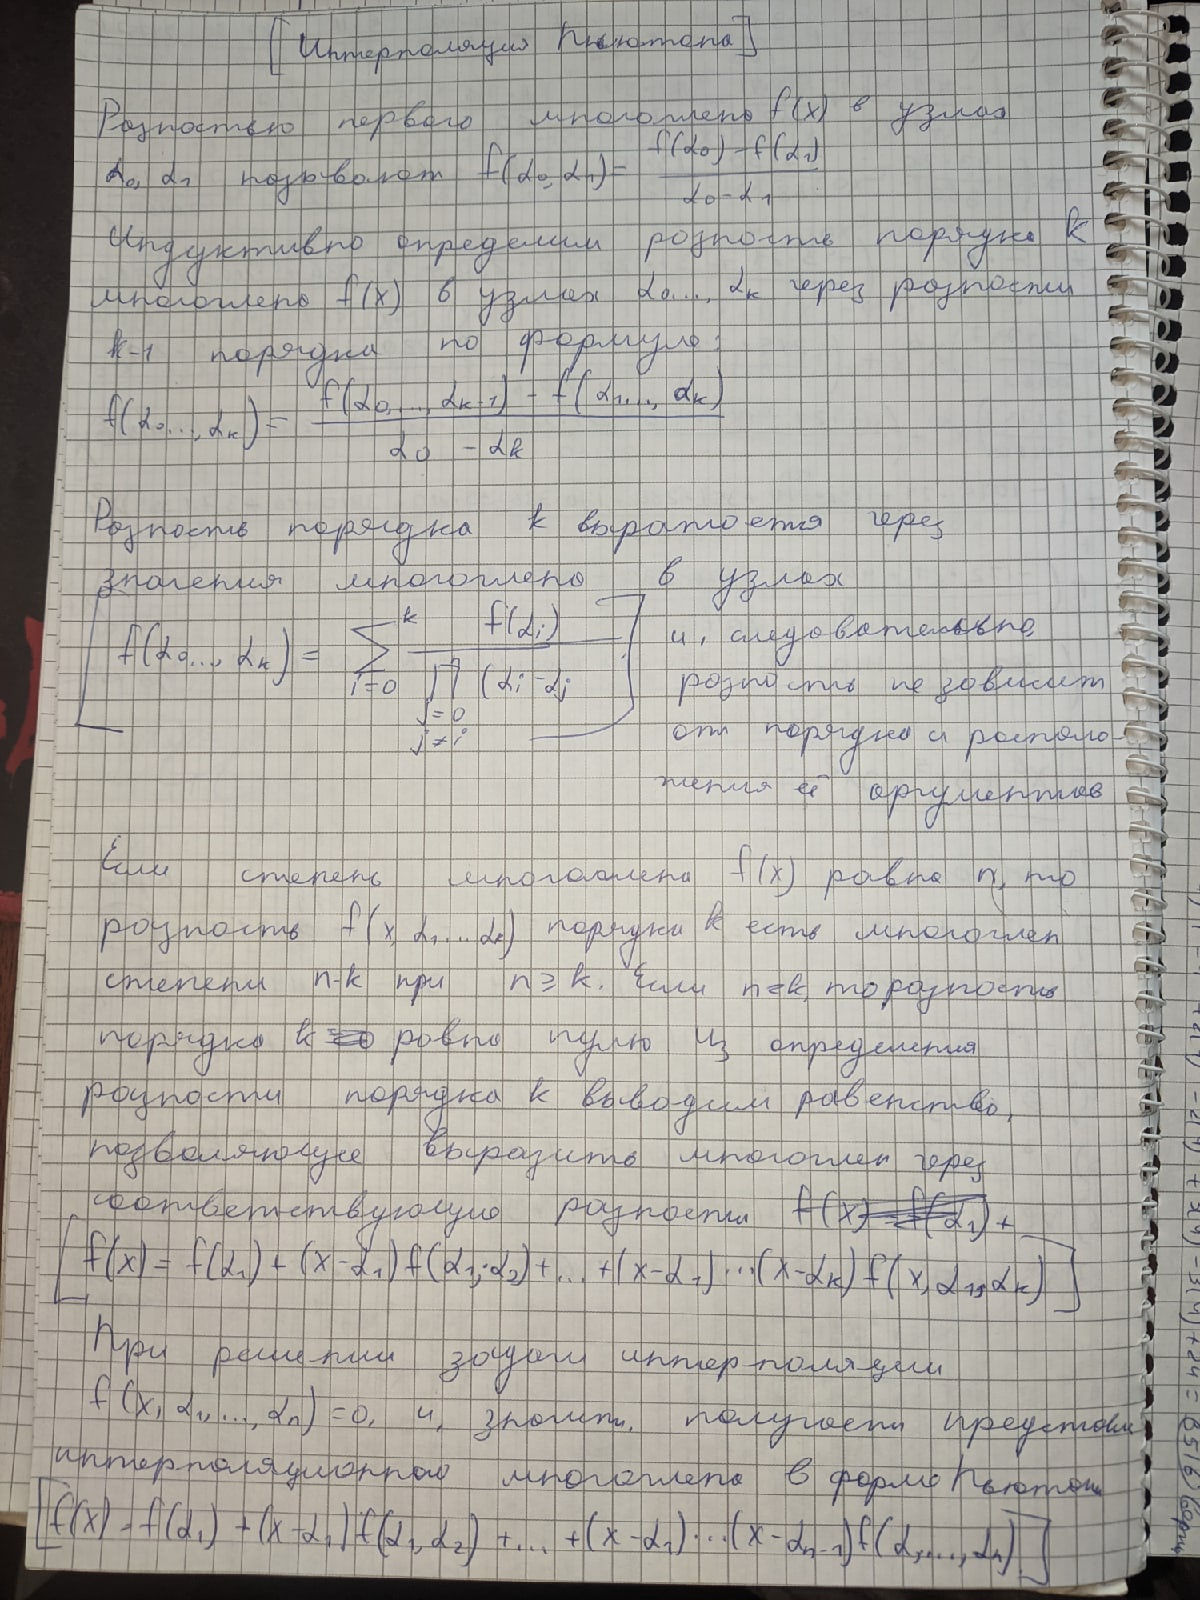 [Интерполяция Ньютона]
Разностью первого многочлена f(x) в узлах
α₀, α₁ называют f(α₀, α₁) = (f(α₀) − f(α₁)) / (α₀ − α₁)
Индуктивно определим разность порядка k
многочлена f(x) в узлах α₀..., αₖ через разности
k-1 порядка по формуле:
f(α₀..., αₖ) = (f(α₀, ..., αₖ₋₁) − f(α₁..., αₖ)) / (α₀ − αₖ)
Разность порядка k выражается через
значения многочлена в узлах
[f(α₀..., αₖ) = ∑ᵢ₌₀ᵏ f(αᵢ) / ∏ⱼ₌₀ ⱼ≠ᵢ (αᵢ − αⱼ]
и, следовательно,
разность не зависит
от порядка и располо-
жения её аргументов
Если степень многочлена f(x) равна n, то
разность f(x, α₁...αₖ) порядка k есть многочлен
степени n-k при n ≥ k. Если n<k, то разность
порядка k равна нулю Из определения
разности порядка k выводим равенство,
позволяющее выразить многочлен через
соответствующую разности f(x) = f(α₁) +
[f(x) = f(α₁) + (x − α₁) f(α₁, α₂) + ... + (x − α₁) ... (x − αₖ) f(x, α₁, αₖ)]
При решении задачи интерполяции
f(x, α₁, ..., αₙ) = 0, и, значит, получаем представл
интерполяционного многочлена в форме Ньютона
[f(x) = f(α₁) + (x − α₁) f(α₁, α₂) + ... + (x − α₁) ... (x − αₙ₋₁) f(α₁, ..., αₙ)]